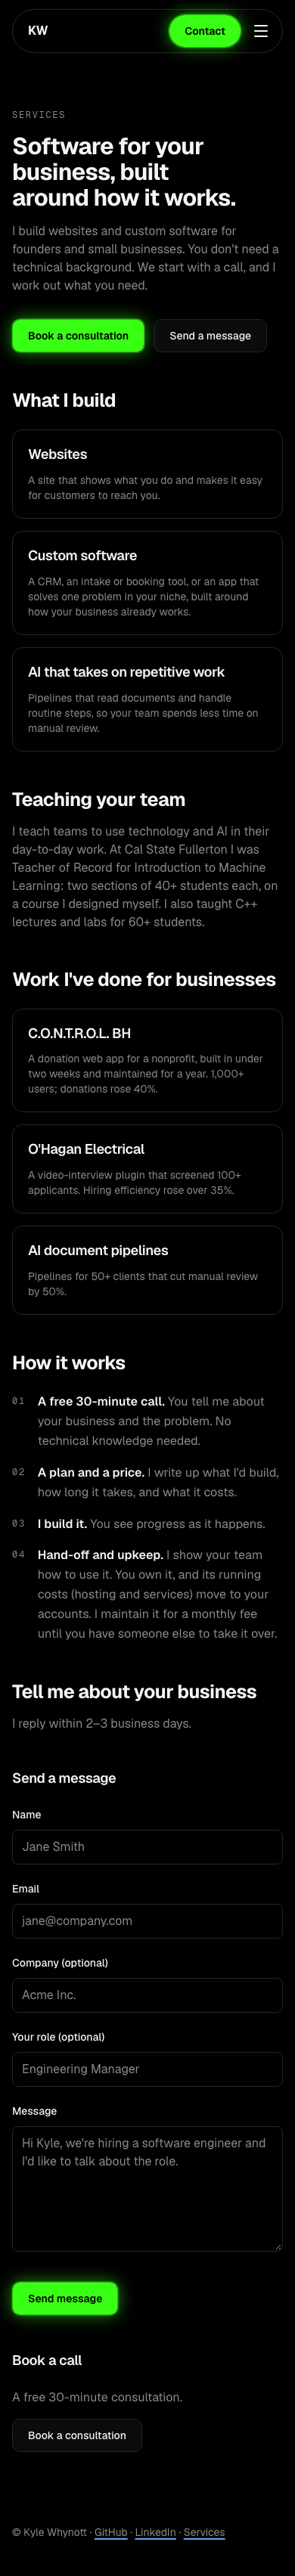 KW
Contact
SERVICES
Software for your
business, built
around how it works.
I build websites and custom software for
founders and small businesses. You don't need a
technical background. We start with a call, and I
work out what you need.
Book a consultation
Send a message
What I build
Websites
A site that shows what you do and makes it easy
for customers to reach you.
Custom software
A CRM, an intake or booking tool, or an app that
solves one problem in your niche, built around
how your business already works.
AI that takes on repetitive work
Pipelines that read documents and handle
routine steps, so your team spends less time on
manual review.
Teaching your team
I teach teams to use technology and AI in their
day-to-day work. At Cal State Fullerton I was
Teacher of Record for Introduction to Machine
Learning: two sections of 40+ students each, on
a course I designed myself. I also taught C++
lectures and labs for 60+ students.
Work I've done for businesses
C.O.N.T.R.O.L. BH
A donation web app for a nonprofit, built in under
two weeks and maintained for a year. 1,000+
users; donations rose 40%.
O'Hagan Electrical
A video-interview plugin that screened 100+
applicants. Hiring efficiency rose over 35%.
AI document pipelines
Pipelines for 50+ clients that cut manual review
by 50%.
How it works
01 A free 30-minute call. You tell me about
your business and the problem. No
technical knowledge needed.
02 A plan and a price. I write up what I'd build,
how long it takes, and what it costs.
03 I build it. You see progress as it happens.
04 Hand-off and upkeep. I show your team
how to use it. You own it, and its running
costs (hosting and services) move to your
accounts. I maintain it for a monthly fee
until you have someone else to take it over.
Tell me about your business
I reply within 2–3 business days.
Send a message
Name
Jane Smith
Email
jane@company.com
Company (optional)
Acme Inc.
Your role (optional)
Engineering Manager
Message
Hi Kyle, we're hiring a software engineer and
I'd like to talk about the role.
Send message
Book a call
A free 30-minute consultation.
Book a consultation
© Kyle Whynott · GitHub · LinkedIn · Services